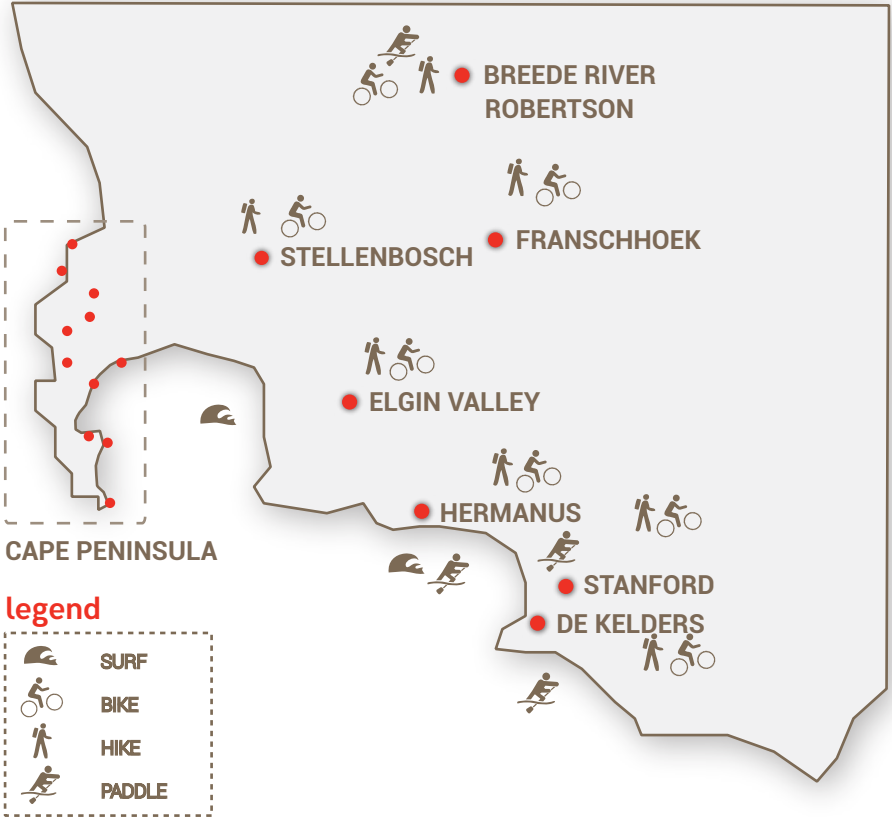 BREEDE RIVER
ROBERTSON
FRANSCHHOEK
STELLENBOSCH
ELGIN VALLEY
HERMANUS
CAPE PENINSULA
STANFORD
DE KELDERS
legend
SURF
BIKE
HIKE
PADDLE